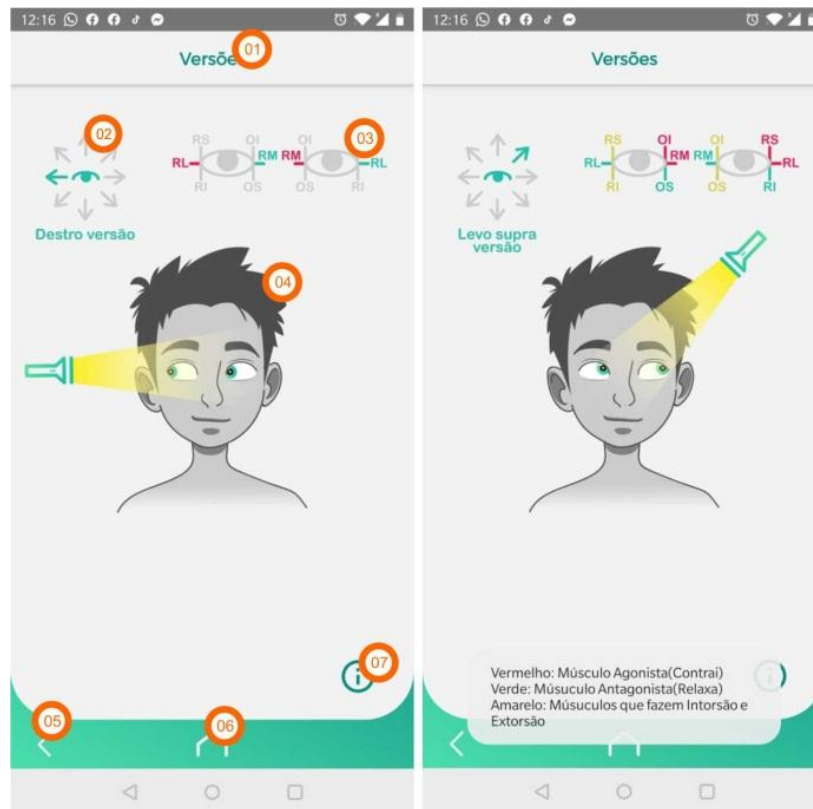 12:16
Versões 01
02
RS OI OI 03
RL RM RM RL
RI OS OS RI
Destro versão
04
07
05
06
12:16
Versões
RS OI OI RS
RL RM RM RL
RI OS OS RI
Levo supra
versão
Vermelho: Músculo Agonista(Contrai)
Verde: Músuculo Antagonista(Relaxa)
Amarelo: Músuculos que fazem Intorsão e
Extorsão